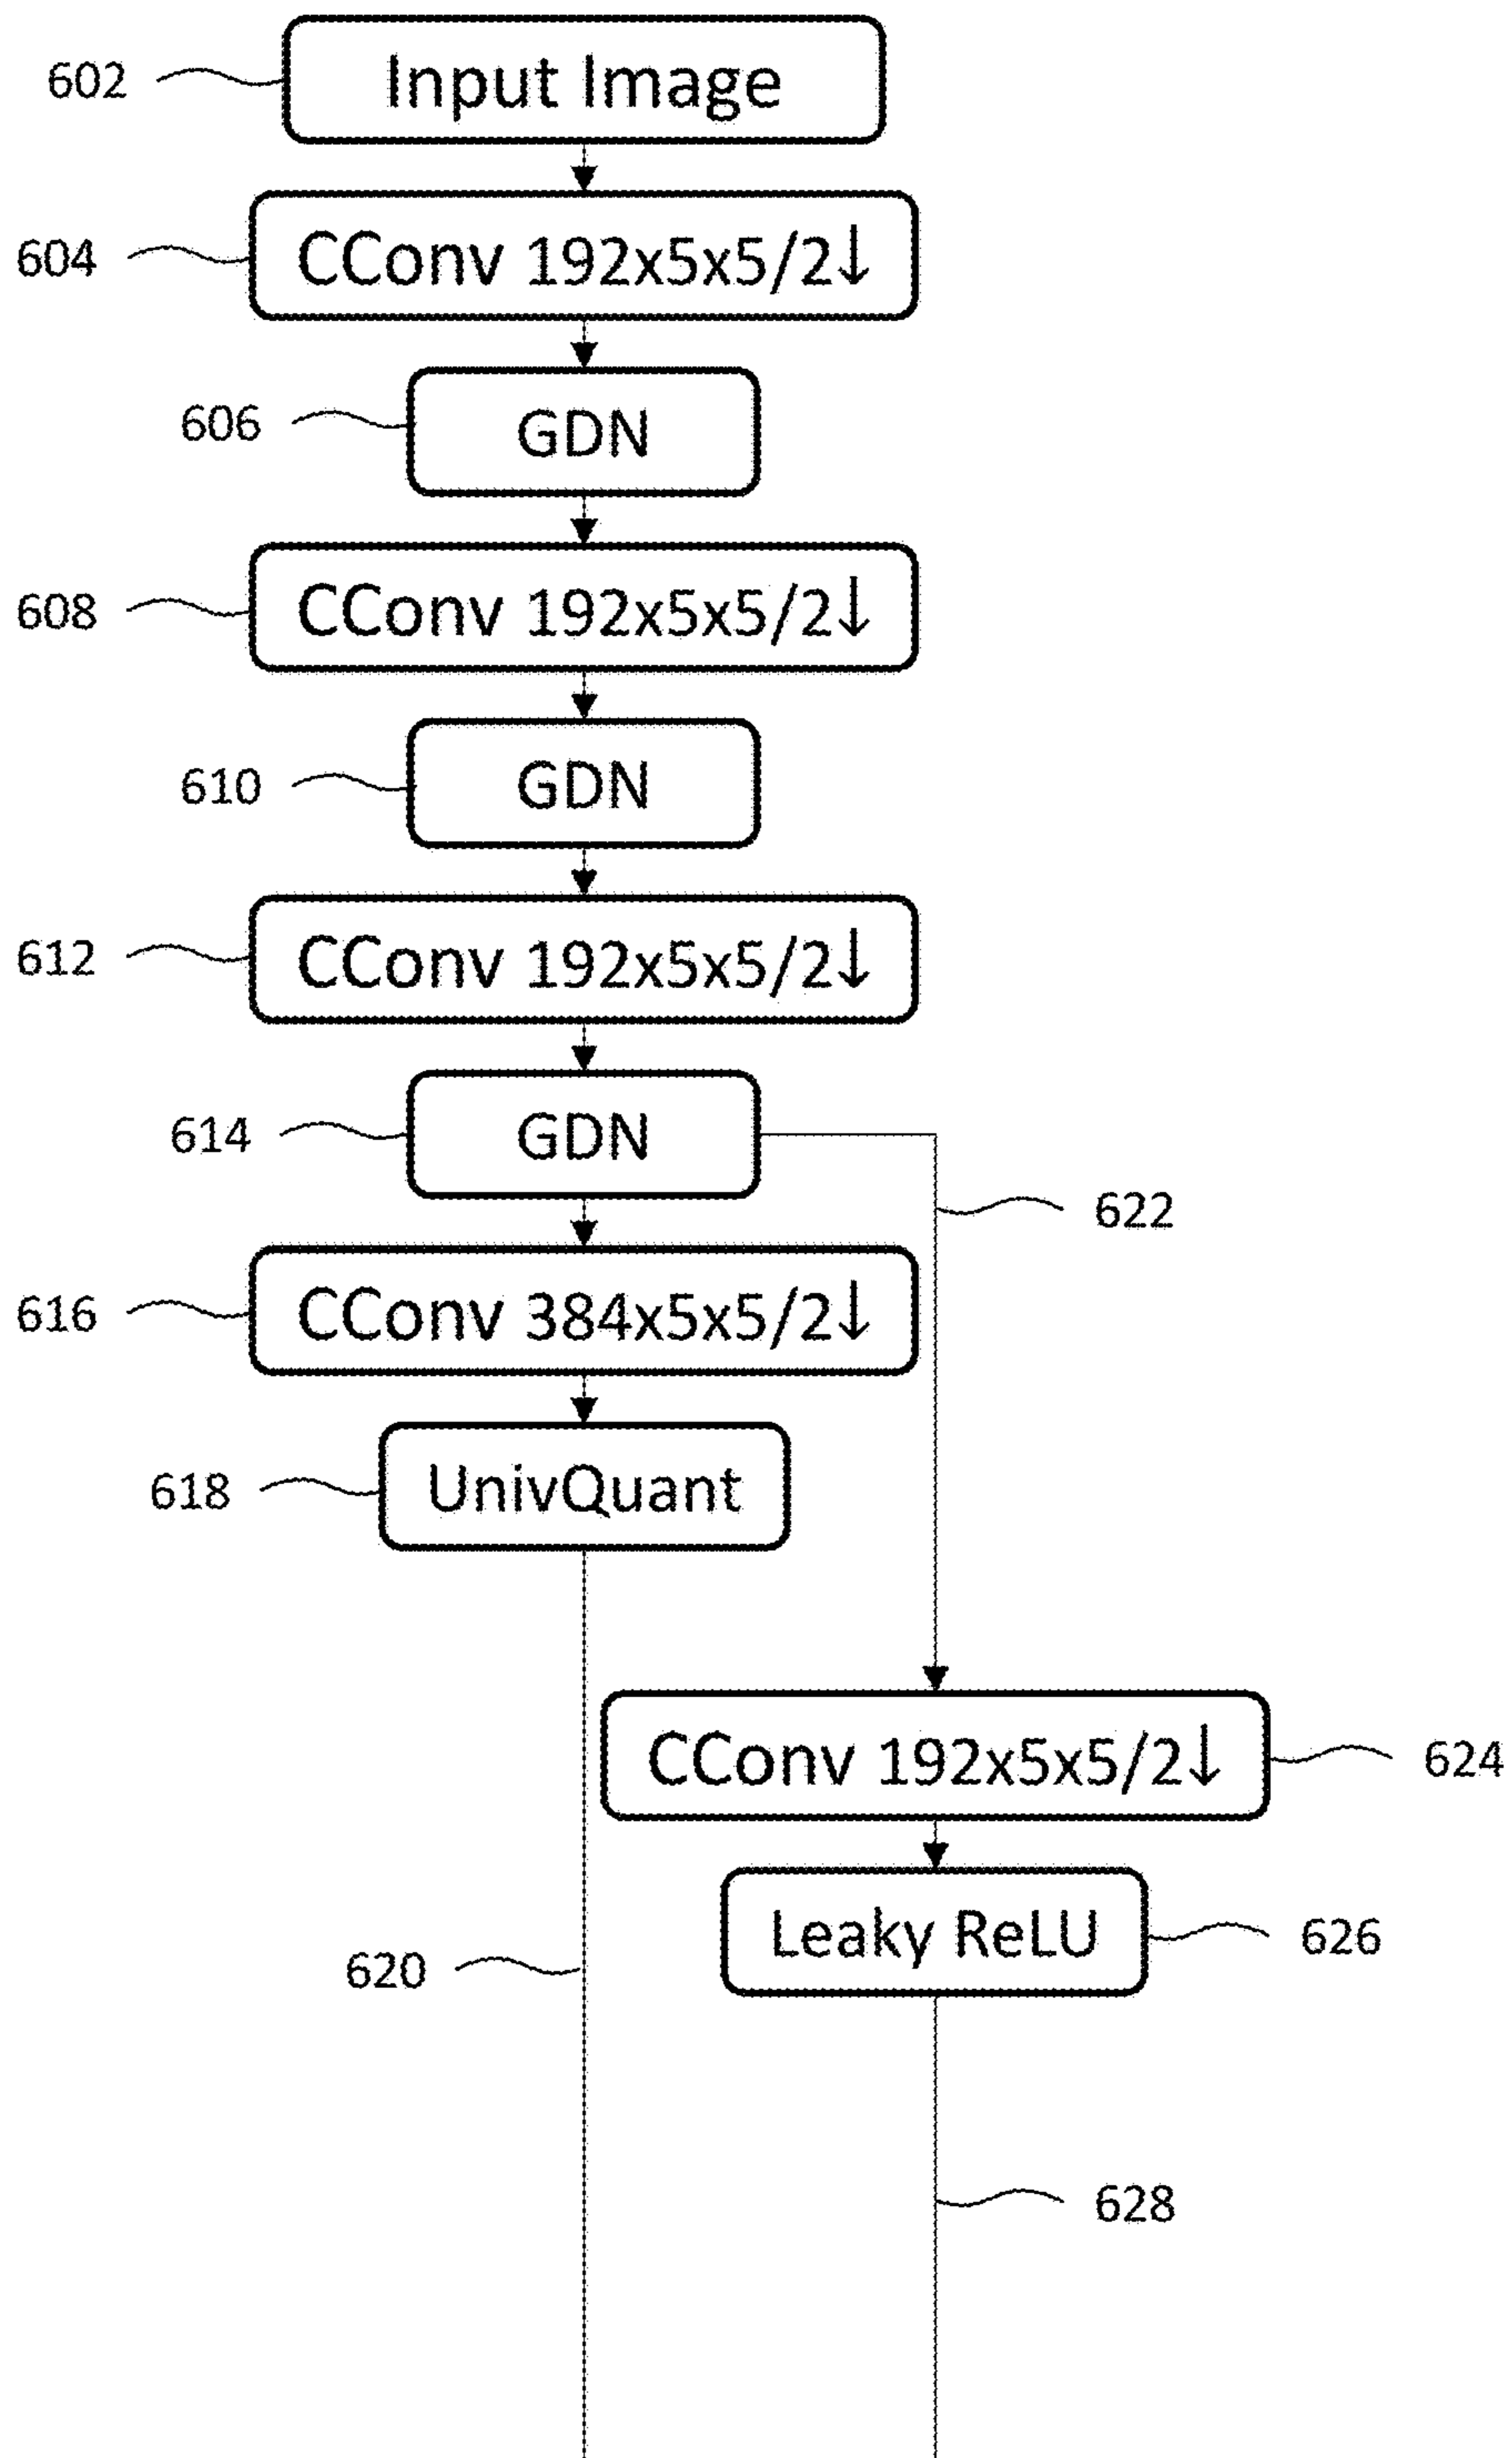 602 Input Image
604 CConv 192x5x5/2↓
606 GDN
608 CConv 192x5x5/2↓
610 GDN
612 CConv 192x5x5/2↓
614 GDN
622
616 CConv 384x5x5/2↓
618 UnivQuant
CConv 192x5x5/2↓ 624
Leaky ReLU 626
620
628